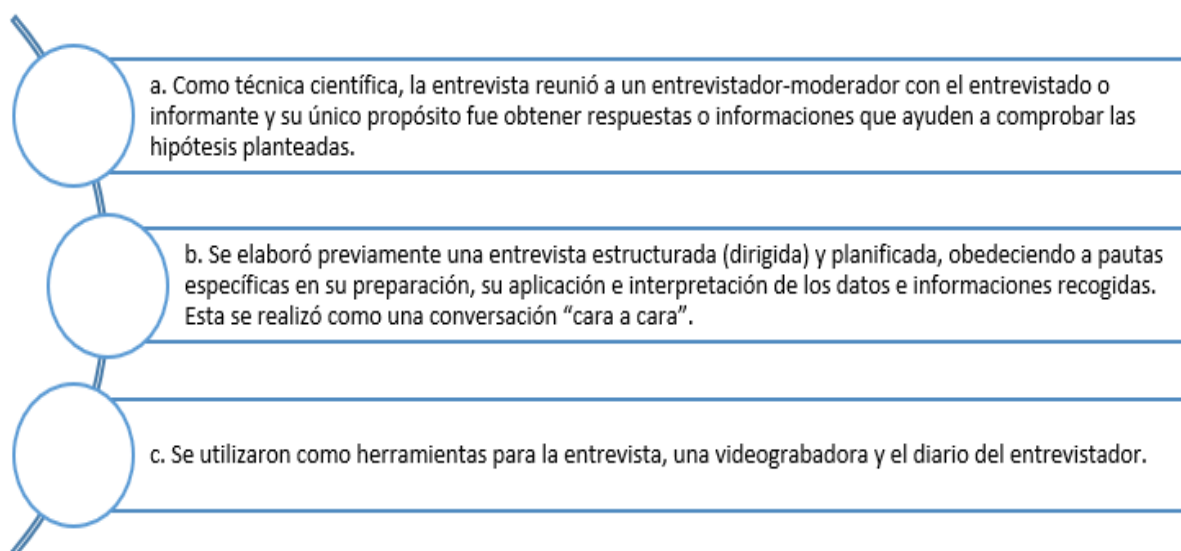 a. Como técnica científica, la entrevista reunió a un entrevistador-moderador con el entrevistado o
informante y su único propósito fue obtener respuestas o informaciones que ayuden a comprobar las
hipótesis planteadas.
b. Se elaboró previamente una entrevista estructurada (dirigida) y planificada, obedeciendo a pautas
específicas en su preparación, su aplicación e interpretación de los datos e informaciones recogidas.
Esta se realizó como una conversación “cara a cara”.
c. Se utilizaron como herramientas para la entrevista, una videograbadora y el diario del entrevistador.